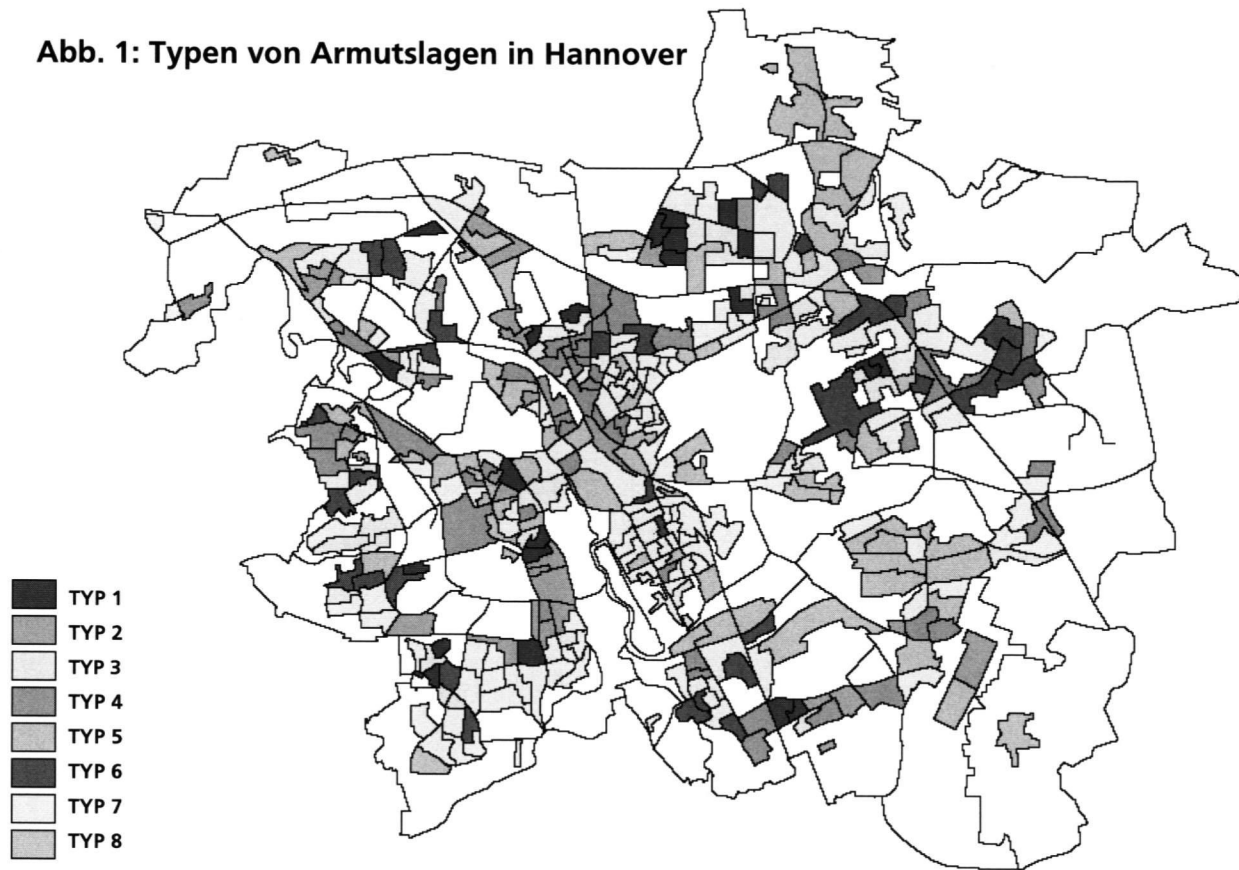 Abb. 1: Typen von Armutslagen in Hannover
TYP 1
TYP 2
TYP 3
TYP 4
TYP 5
TYP 6
TYP 7
TYP 8